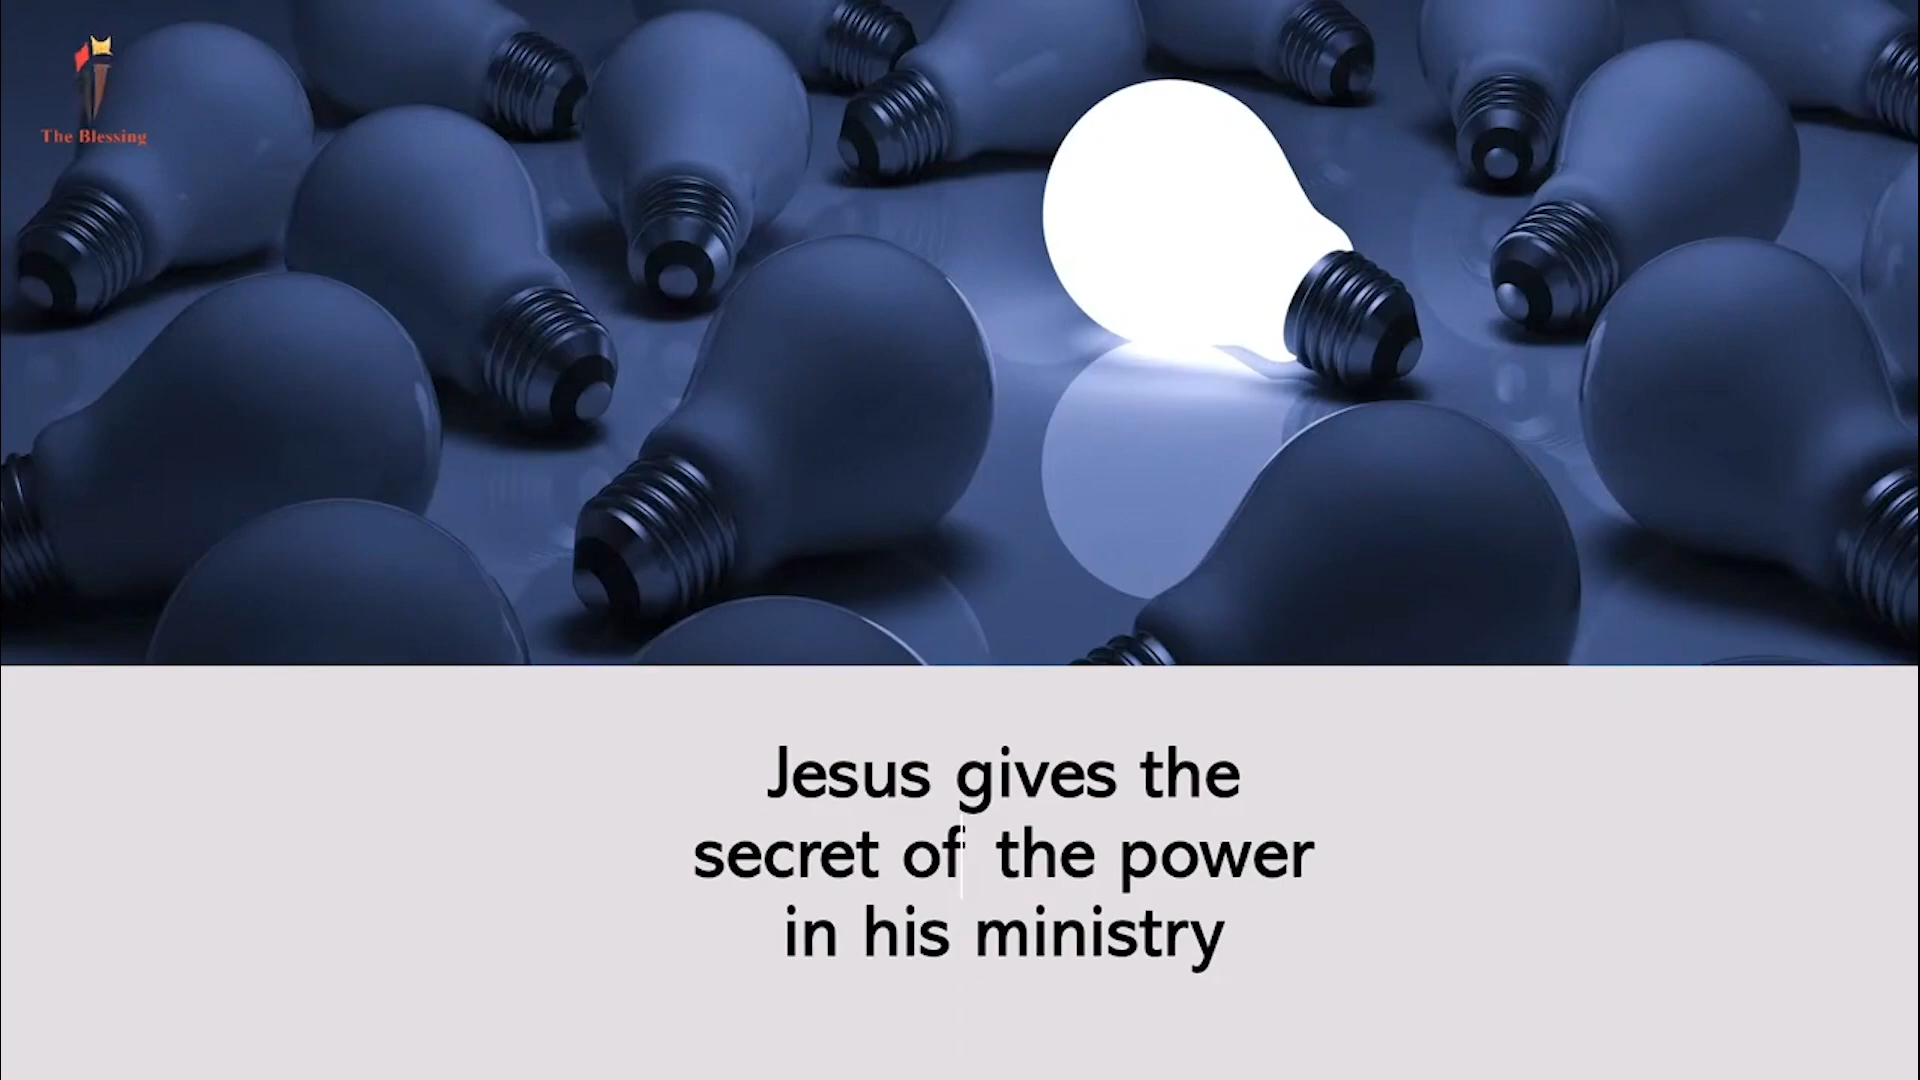 The Blessing
Jesus gives the
secret of the power
in his ministry